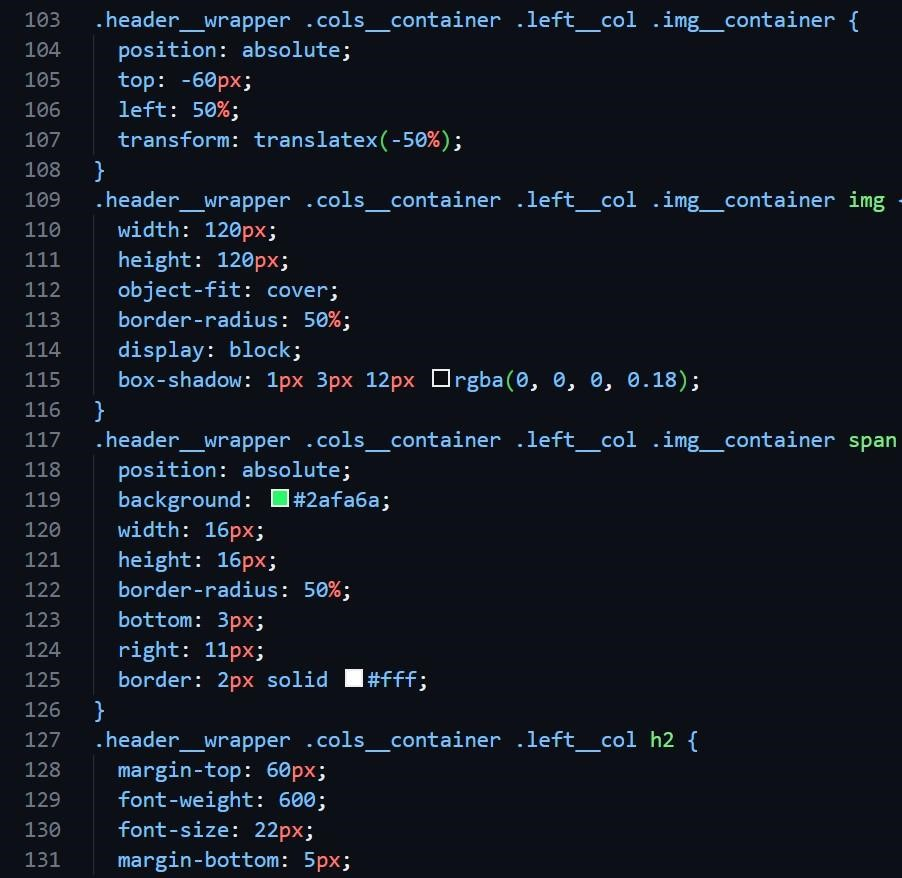 103 .header__wrapper .cols__container .left__col .img__container {
104 position: absolute;
105 top: -60px;
106 left: 50%;
107 transform: translatex(-50%);
108 }
109 .header__wrapper .cols__container .left__col .img__container img {
110 width: 120px;
111 height: 120px;
112 object-fit: cover;
113 border-radius: 50%;
114 display: block;
115 box-shadow: 1px 3px 12px rgba(0, 0, 0, 0.18);
116 }
117 .header__wrapper .cols__container .left__col .img__container span
118 position: absolute;
119 background: #2afa6a;
120 width: 16px;
121 height: 16px;
122 border-radius: 50%;
123 bottom: 3px;
124 right: 11px;
125 border: 2px solid #fff;
126 }
127 .header__wrapper .cols__container .left__col h2 {
128 margin-top: 60px;
129 font-weight: 600;
130 font-size: 22px;
131 margin-bottom: 5px;